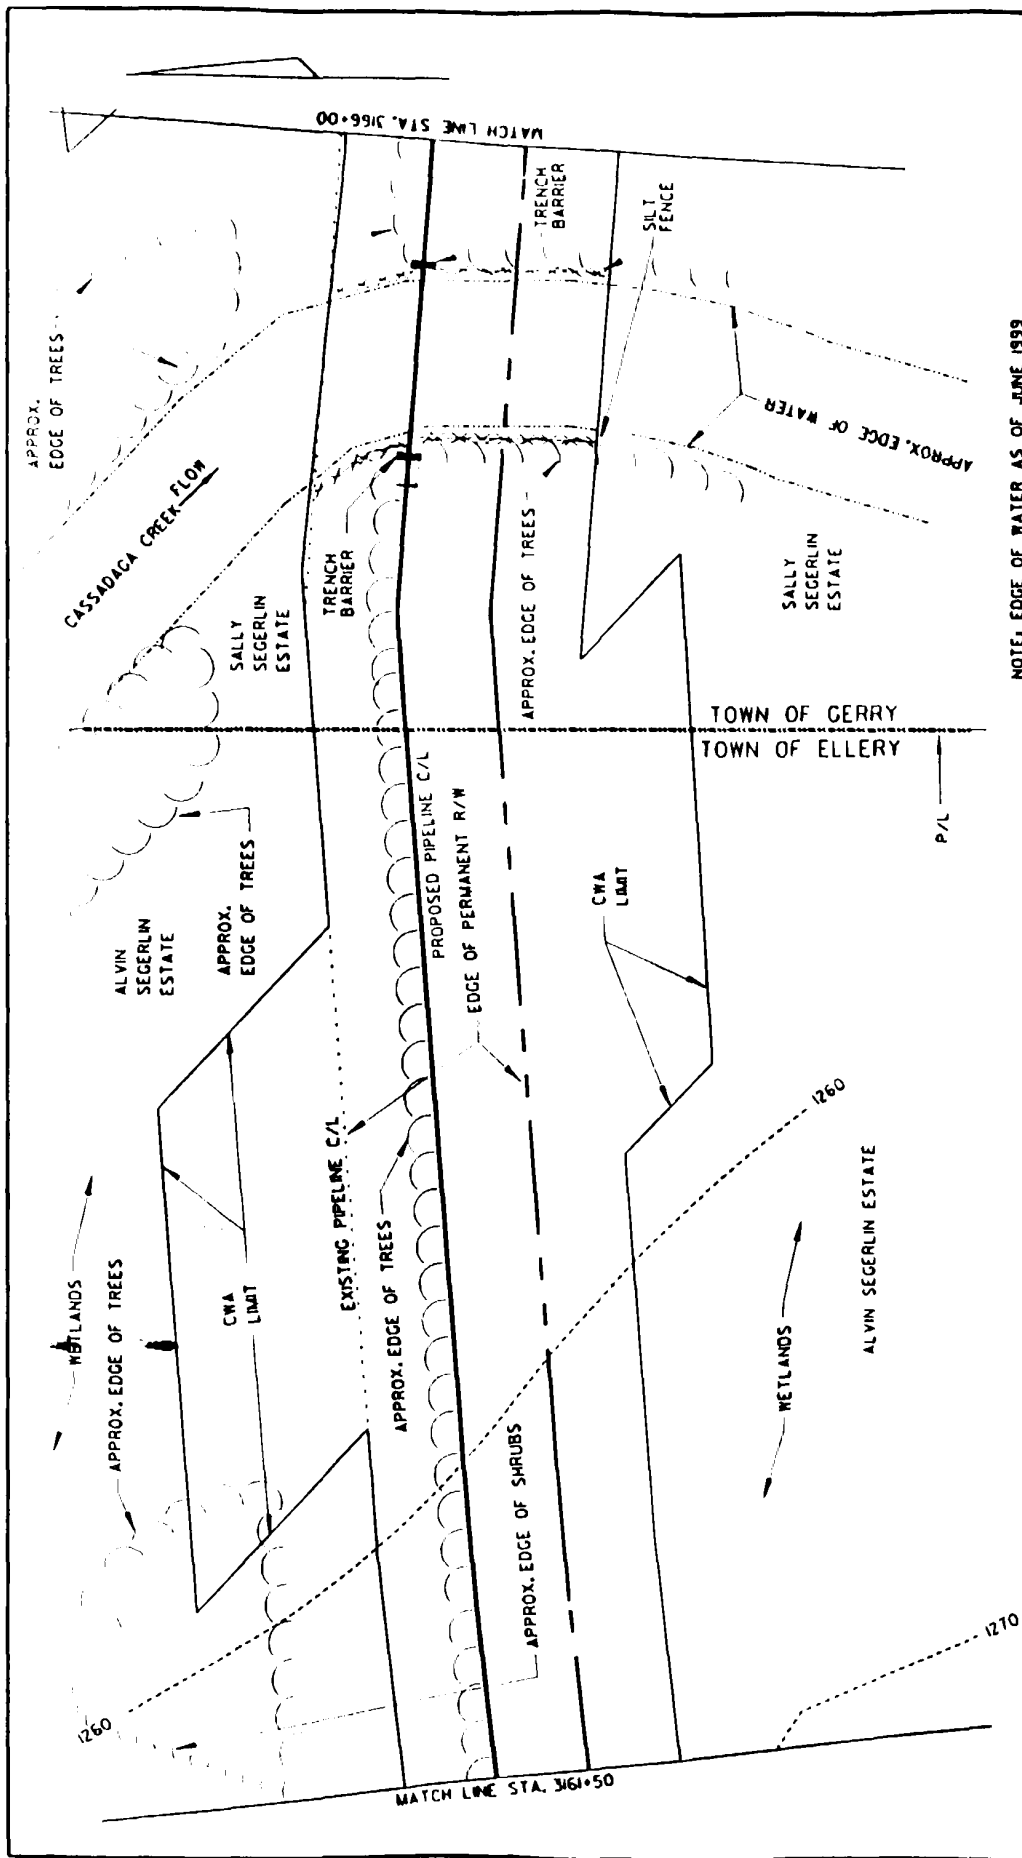 MATCH LINE STA. 3166+00
TRENCH
BARRIER
SILT
FENCE
APPROX.
EDGE OF TREES
CASSADAGA CREEK
FLOW
APPROX. EDGE OF WATER
TRENCH
BARRIER
SALLY
SEGERLIN
ESTATE
APPROX. EDGE OF TREES
SALLY
SEGERLIN
ESTATE
NOTE: EDGE OF WATER AS OF JUNE 1999
TOWN OF GERRY
TOWN OF ELLERY
P/L
ALVIN
SEGERLIN
ESTATE
APPROX.
EDGE OF TREES
PROPOSED PIPELINE C/L
EDGE OF PERMANENT R/W
CWA
LIMIT
1260
EXISTING PIPELINE C/L
APPROX. EDGE OF TREES
WETLANDS
APPROX. EDGE OF TREES
CWA
LIMIT
WETLANDS
ALVIN SEGERLIN ESTATE
APPROX. EDGE OF SHRUBS
1260
1270
MATCH LINE STA. 3161+50